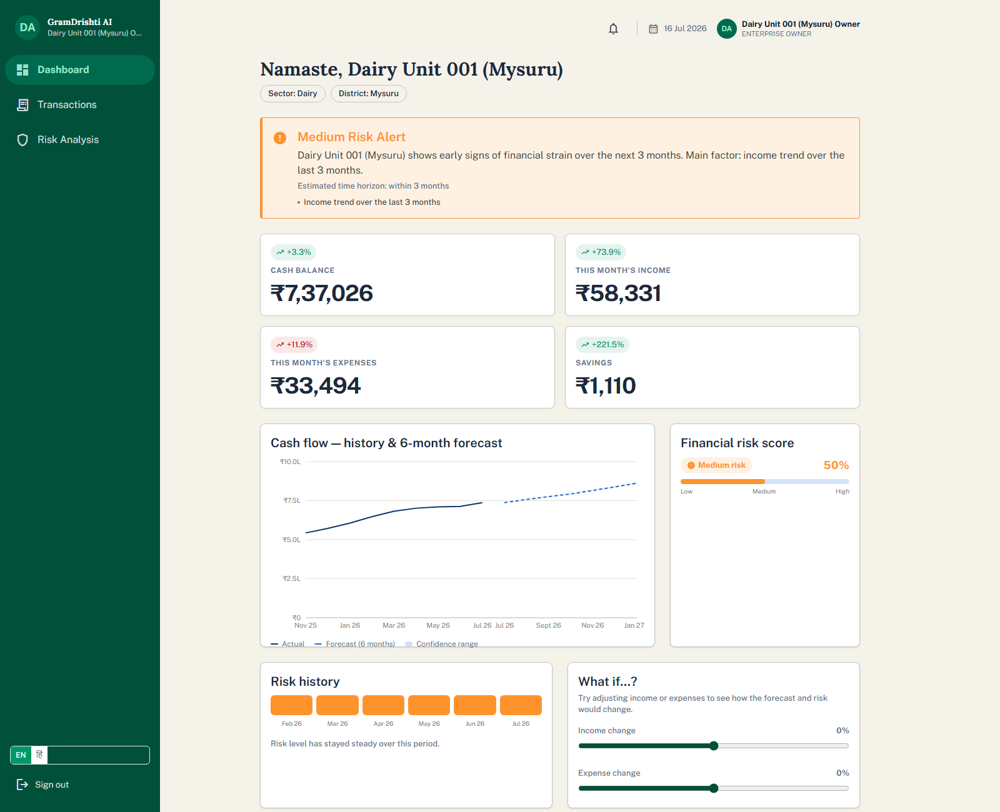 DA
GramDrishti AI
Dairy Unit 001 (Mysuru) O...
Dashboard
Transactions
Risk Analysis
EN
हिं
Sign out
16 Jul 2026
DA
Dairy Unit 001 (Mysuru) Owner
ENTERPRISE OWNER
Namaste, Dairy Unit 001 (Mysuru)
Sector: Dairy
District: Mysuru
Medium Risk Alert
Dairy Unit 001 (Mysuru) shows early signs of financial strain over the next 3 months. Main factor: income trend over the
last 3 months.
Estimated time horizon: within 3 months
• Income trend over the last 3 months
+3.3%
CASH BALANCE
₹7,37,026
+73.9%
THIS MONTH'S INCOME
₹58,331
+11.9%
THIS MONTH'S EXPENSES
₹33,494
+221.5%
SAVINGS
₹1,110
Cash flow — history & 6-month forecast
₹10.0L
₹7.5L
₹5.0L
₹2.5L
₹0
Nov 25 Jan 26 Mar 26 May 26 Jul 26 Jul 26 Sept 26 Nov 26 Jan 27
Actual Forecast (6 months) Confidence range
Financial risk score
Medium risk 50%
Low Medium High
Risk history
Feb 26 Mar 26 Apr 26 May 26 Jun 26 Jul 26
Risk level has stayed steady over this period.
What if...?
Try adjusting income or expenses to see how the forecast and risk
would change.
Income change 0%
Expense change 0%